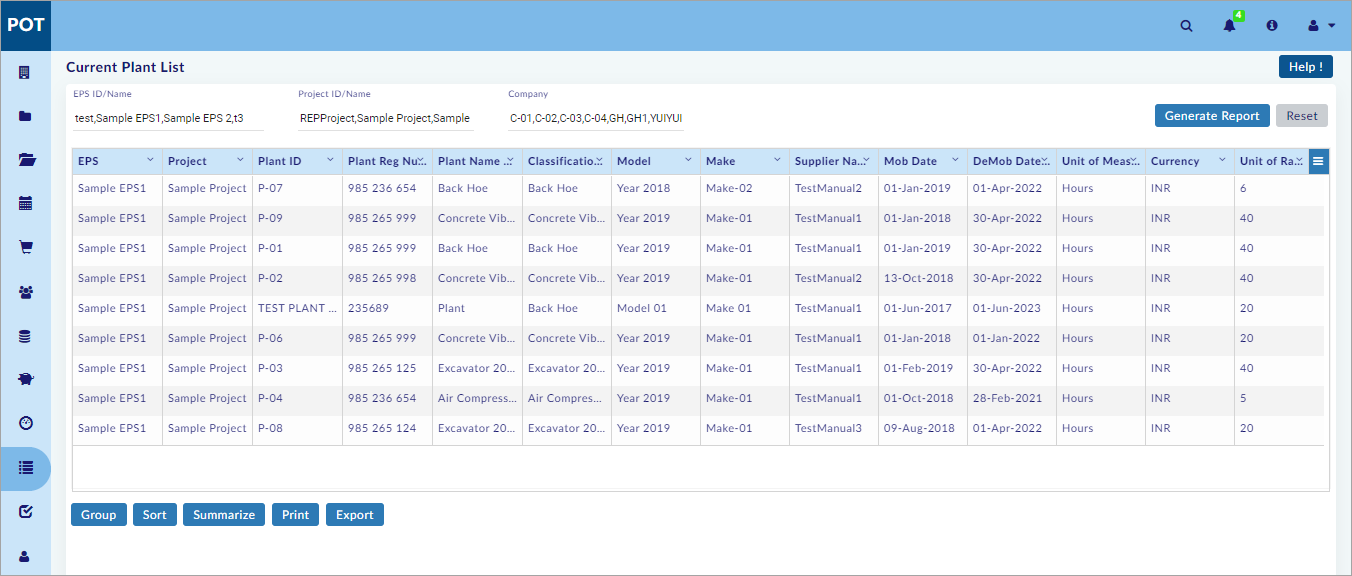 POT
4
Current Plant List
Help !
EPS ID/Name Project ID/Name Company
test,Sample EPS1,Sample EPS 2,t3 REPProject,Sample Project,Sample C-01,C-02,C-03,C-04,GH,GH1,YUIYUI
Generate Report Reset
EPS Project Plant ID Plant Reg Nu... Plant Name ... Classificatio... Model Make Supplier Na... Mob Date DeMob Date... Unit of Meas... Currency Unit of Ra...
Sample EPS1 Sample Project P-07 985 236 654 Back Hoe Back Hoe Year 2018 Make-02 TestManual2 01-Jan-2019 01-Apr-2022 Hours INR 6
Sample EPS1 Sample Project P-09 985 265 999 Concrete Vib... Concrete Vib... Year 2019 Make-01 TestManual1 01-Jan-2018 30-Apr-2022 Hours INR 40
Sample EPS1 Sample Project P-01 985 265 999 Back Hoe Back Hoe Year 2019 Make-01 TestManual1 01-Jan-2019 30-Apr-2022 Hours INR 40
Sample EPS1 Sample Project P-02 985 265 998 Concrete Vib... Concrete Vib... Year 2019 Make-01 TestManual2 13-Oct-2018 30-Apr-2022 Hours INR 40
Sample EPS1 Sample Project TEST PLANT ... 235689 Plant Back Hoe Model 01 Make 01 TestManual1 01-Jun-2017 01-Jun-2023 Hours INR 20
Sample EPS1 Sample Project P-06 985 265 999 Concrete Vib... Concrete Vib... Year 2019 Make-01 TestManual1 01-Jan-2018 01-Jan-2022 Hours INR 20
Sample EPS1 Sample Project P-03 985 265 125 Excavator 20... Excavator 20... Year 2019 Make-01 TestManual1 01-Feb-2019 30-Apr-2022 Hours INR 40
Sample EPS1 Sample Project P-04 985 236 654 Air Compress... Air Compres... Year 2019 Make-01 TestManual1 01-Oct-2018 28-Feb-2021 Hours INR 5
Sample EPS1 Sample Project P-08 985 265 124 Excavator 20... Excavator 20... Year 2019 Make-01 TestManual3 09-Aug-2018 01-Apr-2022 Hours INR 20
Group Sort Summarize Print Export